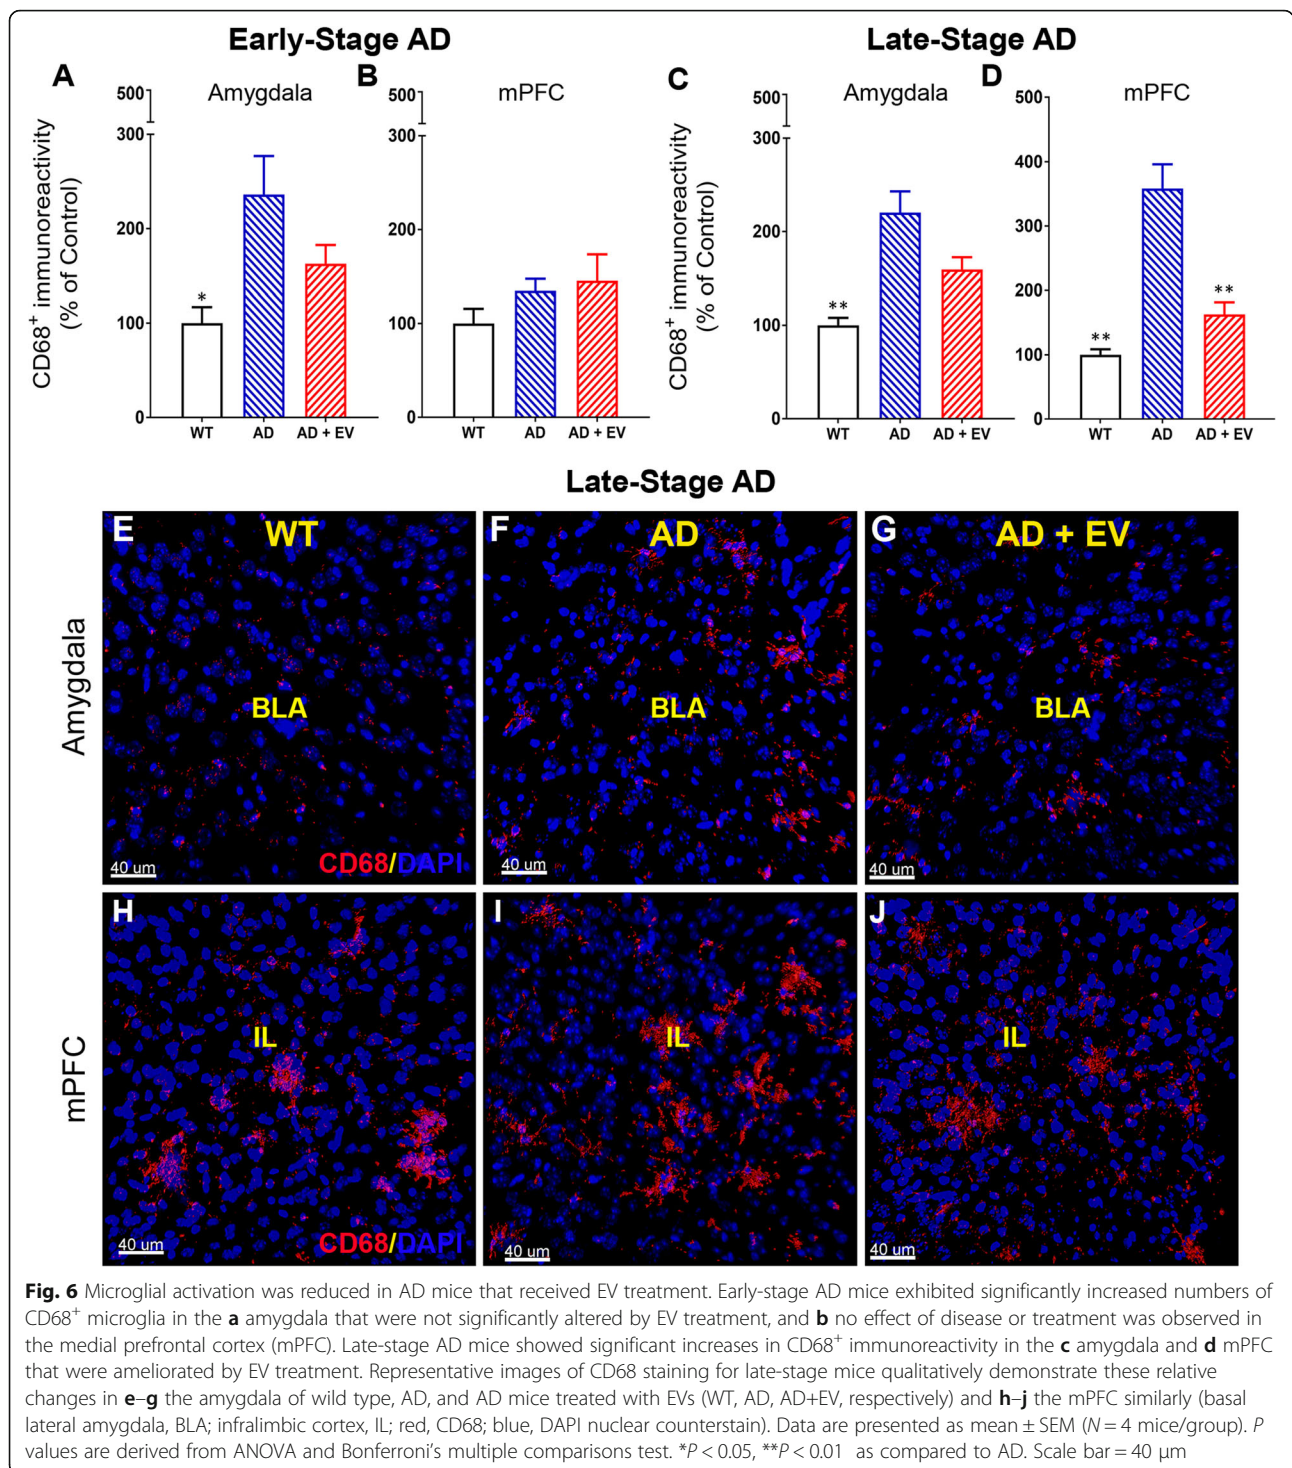 Early-Stage AD
Late-Stage AD
A
B
C
D
Amygdala
mPFC
Amygdala
mPFC
CD68+ immunoreactivity
(% of Control)
500
300
200
100
0
*
WT
AD
AD + EV
500
300
200
100
0
WT
AD
AD + EV
CD68+ immunoreactivity
(% of Control)
500
300
200
100
0
**
WT
AD
AD + EV
500
400
300
200
100
0
**
**
WT
AD
AD + EV
Late-Stage AD
Amygdala
E
WT
BLA
40 um
CD68/DAPI
F
AD
BLA
40 um
G
AD + EV
BLA
40 um
mPFC
H
IL
40 um
CD68/DAPI
I
IL
40 um
J
IL
40 um
Fig. 6 Microglial activation was reduced in AD mice that received EV treatment. Early-stage AD mice exhibited significantly increased numbers of
CD68+ microglia in the a amygdala that were not significantly altered by EV treatment, and b no effect of disease or treatment was observed in
the medial prefrontal cortex (mPFC). Late-stage AD mice showed significant increases in CD68+ immunoreactivity in the c amygdala and d mPFC
that were ameliorated by EV treatment. Representative images of CD68 staining for late-stage mice qualitatively demonstrate these relative
changes in e–g the amygdala of wild type, AD, and AD mice treated with EVs (WT, AD, AD+EV, respectively) and h–j the mPFC similarly (basal
lateral amygdala, BLA; infralimbic cortex, IL; red, CD68; blue, DAPI nuclear counterstain). Data are presented as mean ± SEM (N = 4 mice/group). P
values are derived from ANOVA and Bonferroni's multiple comparisons test. *P < 0.05, **P < 0.01 as compared to AD. Scale bar = 40 μm